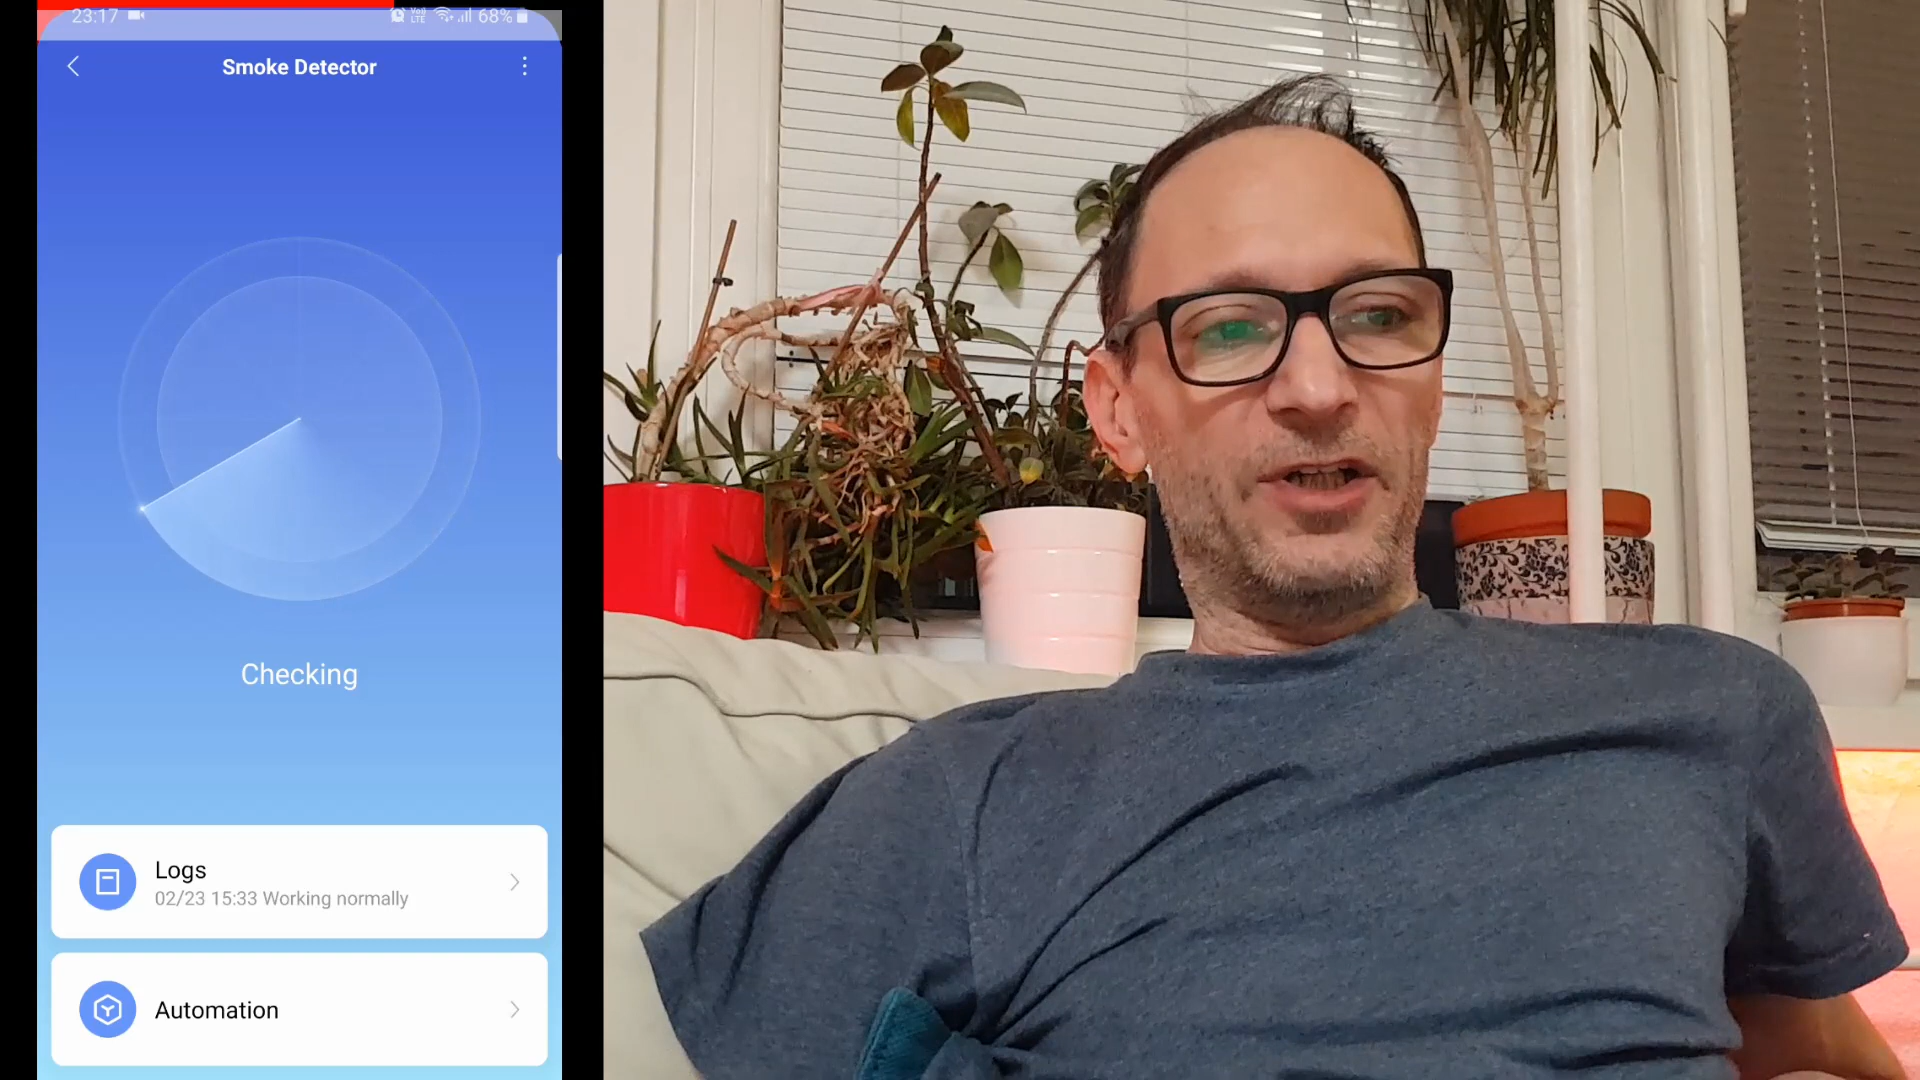 23:17 68%
Smoke Detector
Checking
Logs
02/23 15:33 Working normally
Automation